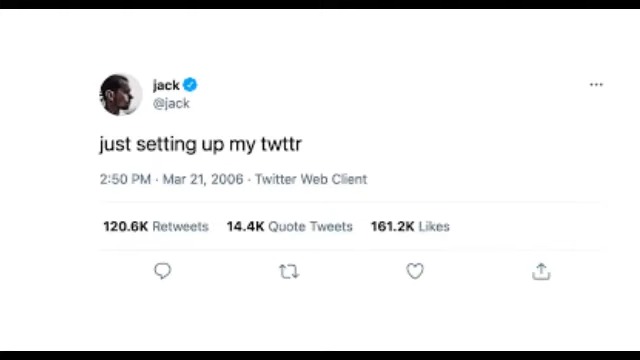 jack
@jack
just setting up my twttr
2:50 PM · Mar 21, 2006 · Twitter Web Client
120.6K Retweets 14.4K Quote Tweets 161.2K Likes